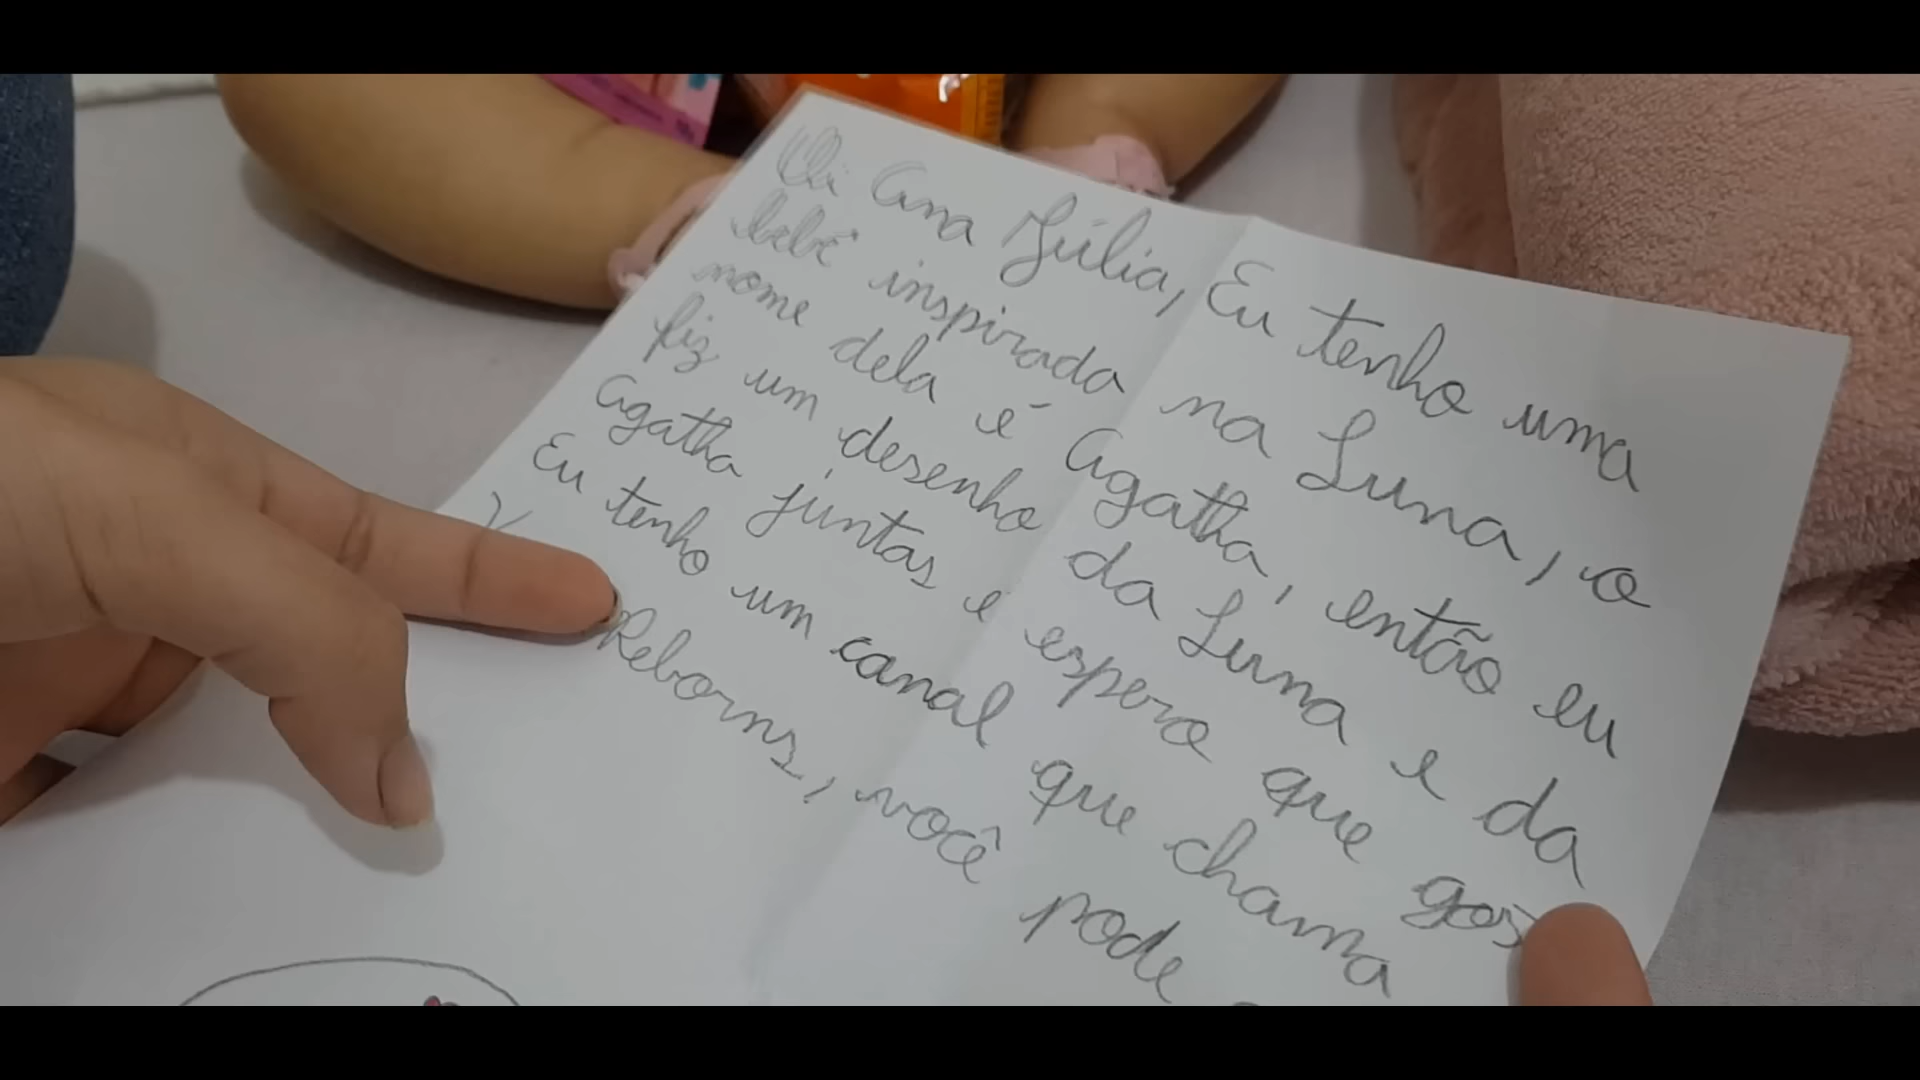 Oi Ana Júlia, Eu tenho uma
bebê inspirada na Luna, o
nome dela é Agatha, então eu
fiz um desenho da Luna e da
Agatha juntas e espero que gos
Eu tenho um canal que chama
Reborns, você pode